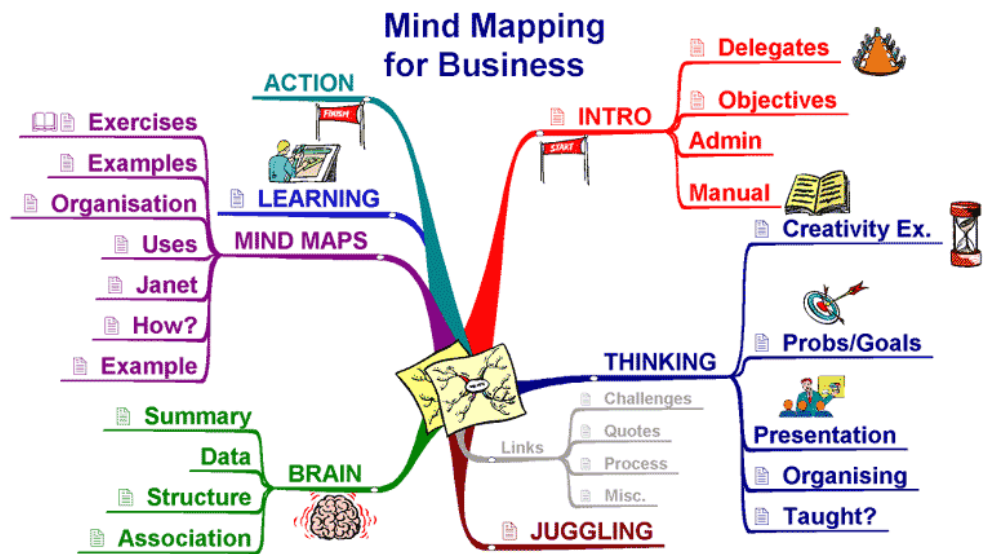 Mind Mapping
for Business
ACTION
FINISM
Exercises
Examples
Organisation
Uses
Janet
How?
Example
LEARNING
MIND MAPS
Summary
Data
Structure
Association
BRAIN
INTRO
START
Delegates
Objectives
Admin
Manual
THINKING
Creativity Ex.
Probs/Goals
Presentation
Organising
Taught?
Links
Challenges
Quotes
Process
Misc.
JUGGLING